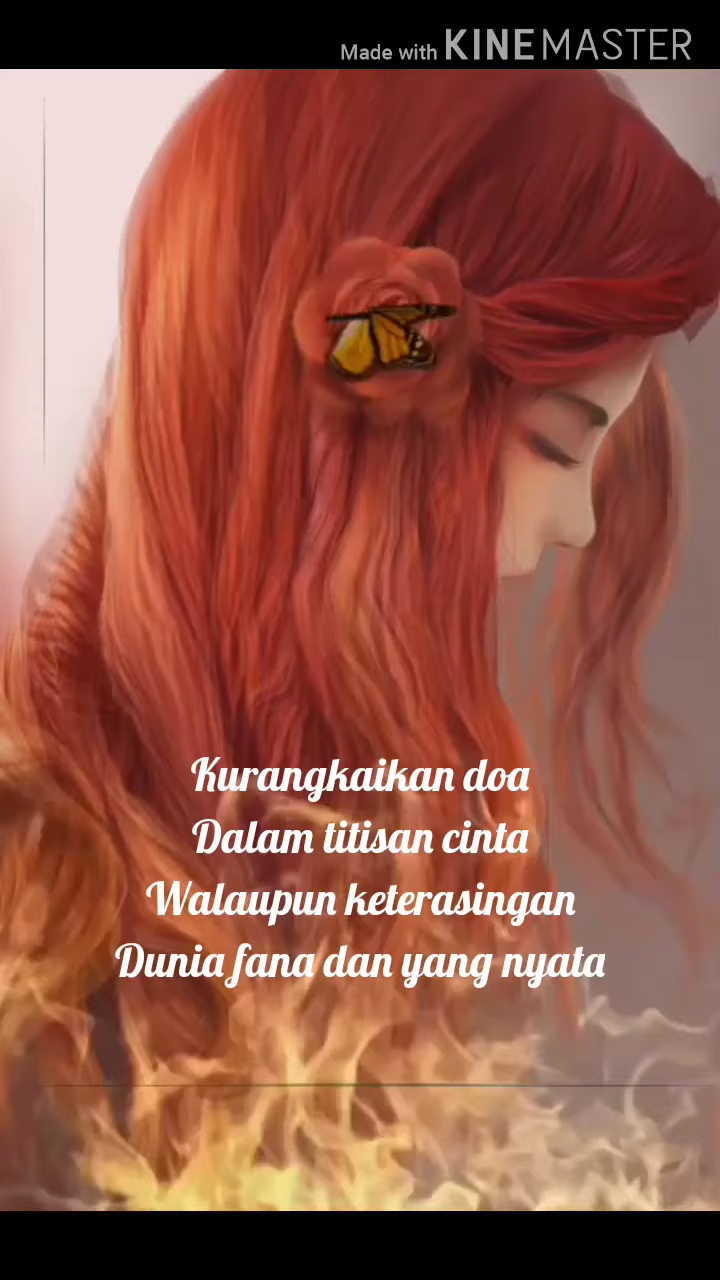 Made with KINEMASTER
Kurangkaikan doa
Dalam titisan cinta
Walaupun keterasingan
Dunia fana dan yang nyata